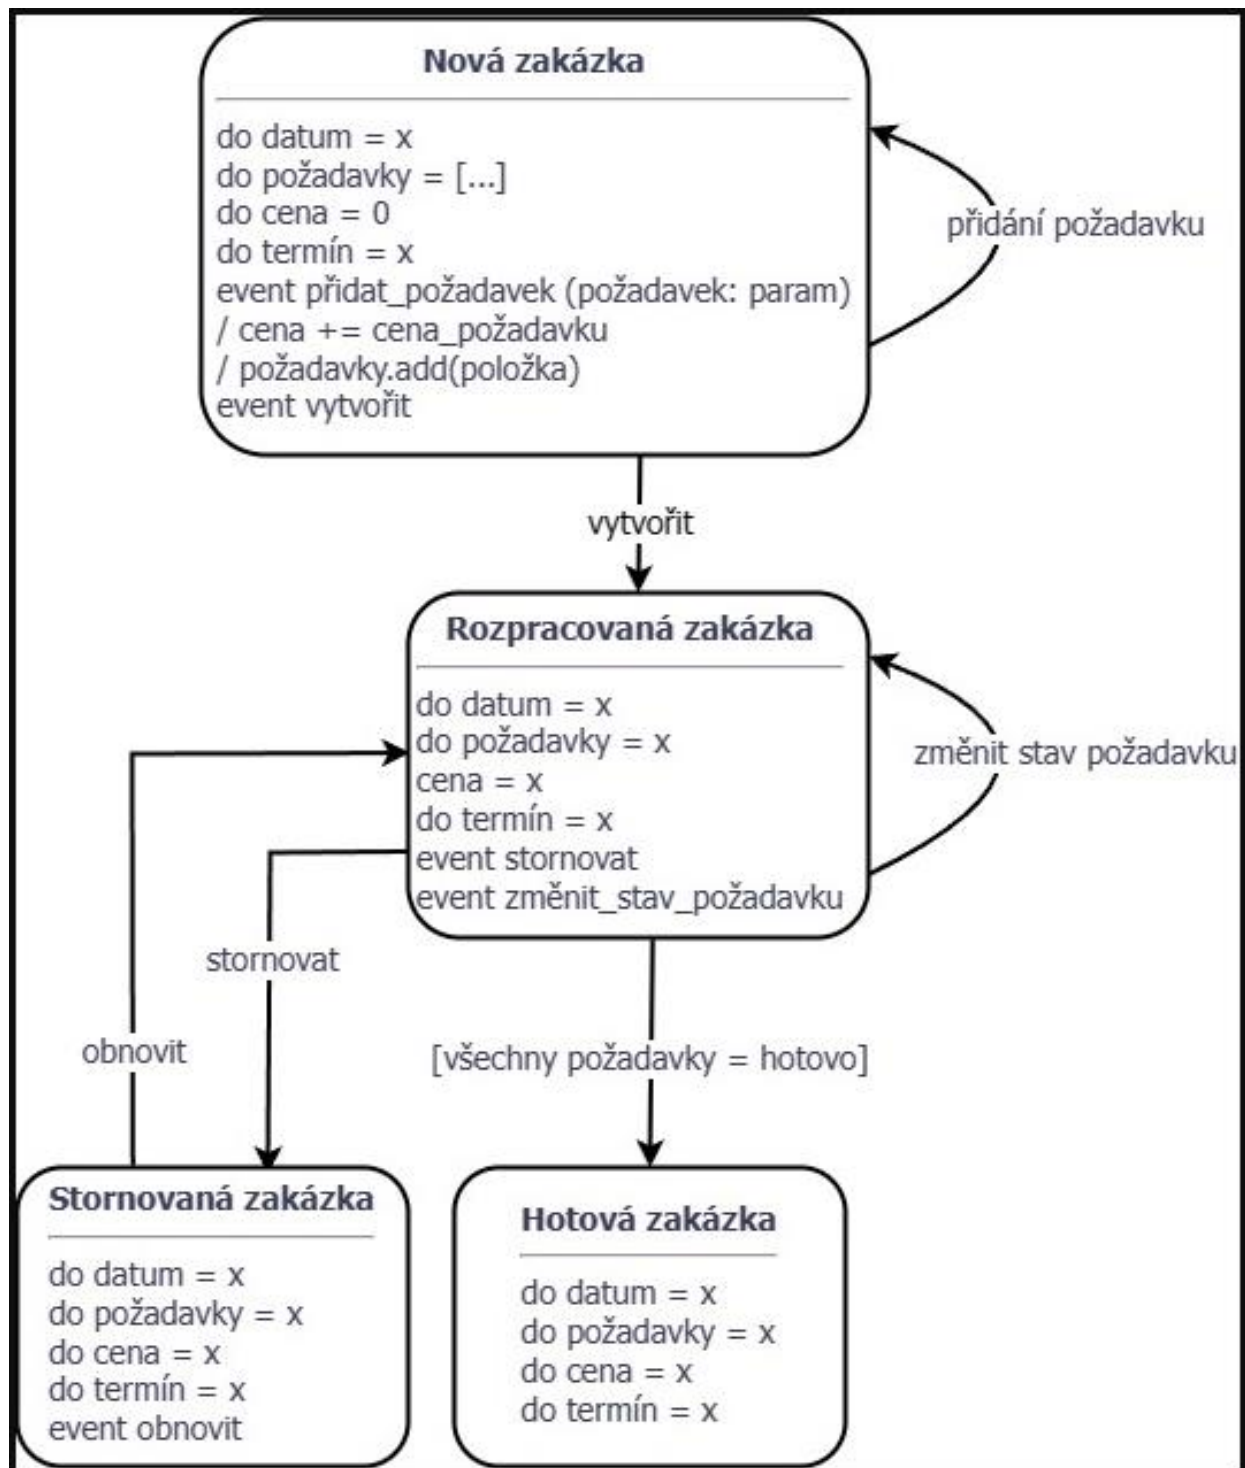 Nová zakázka
do datum = x
do požadavky = [...]
do cena = 0
do termín = x
event přidat_požadavek (požadavek: param)
/ cena += cena_požadavku
/ požadavky.add(položka)
event vytvořit
přidání požadavku
vytvořit
Rozpracovaná zakázka
do datum = x
do požadavky = x
cena = x
do termín = x
event stornovat
event změnit_stav_požadavku
změnit stav požadavku
stornovat
obnovit
[všechny požadavky = hotovo]
Stornovaná zakázka
do datum = x
do požadavky = x
do cena = x
do termín = x
event obnovit
Hotová zakázka
do datum = x
do požadavky = x
do cena = x
do termín = x